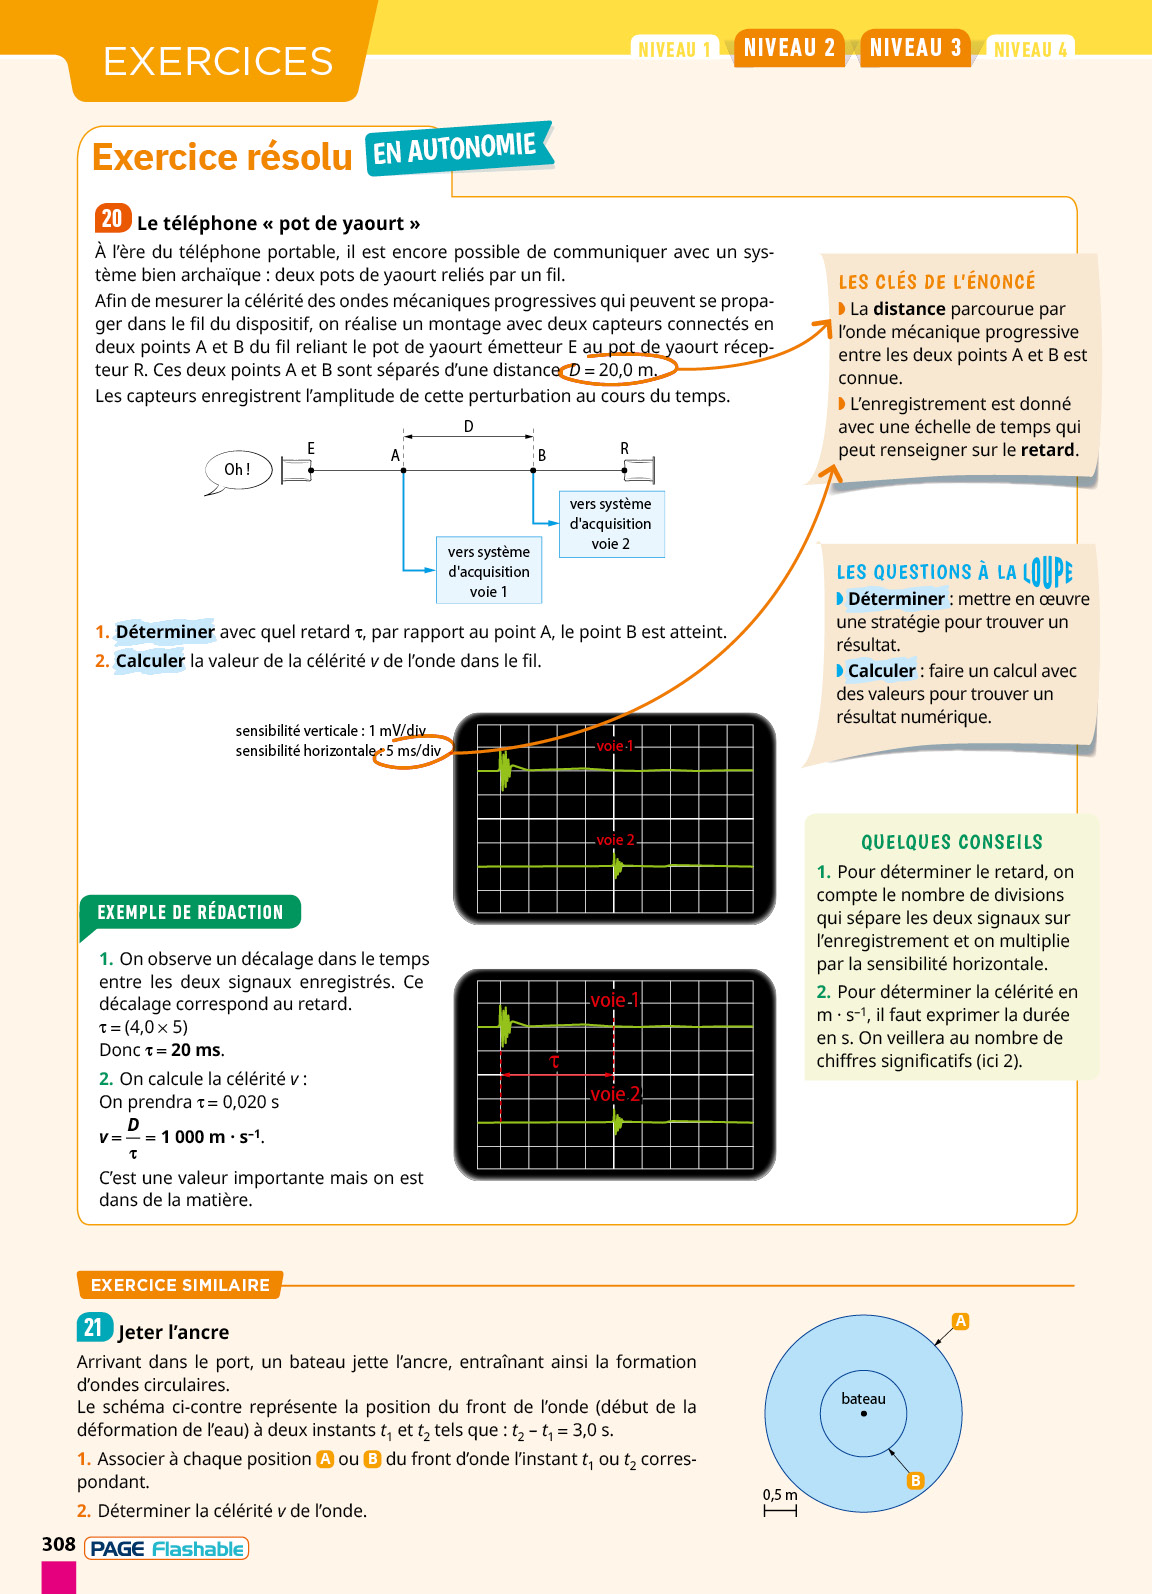 EXERCICES
NIVEAU 1
NIVEAU 2
NIVEAU 3
NIVEAU 4
Exercice résolu
EN AUTONOMIE
20 Le téléphone « pot de yaourt »
À l’ère du téléphone portable, il est encore possible de communiquer avec un sys-
tème bien archaïque : deux pots de yaourt reliés par un fil.
Afin de mesurer la célérité des ondes mécaniques progressives qui peuvent se propa-
ger dans le fil du dispositif, on réalise un montage avec deux capteurs connectés en
deux points A et B du fil reliant le pot de yaourt émetteur E au pot de yaourt récep-
teur R. Ces deux points A et B sont séparés d’une distance D = 20,0 m.
Les capteurs enregistrent l’amplitude de cette perturbation au cours du temps.
D
E
A
B
R
Oh !
vers système
d'acquisition
voie 2
vers système
d'acquisition
voie 1
1. Déterminer avec quel retard τ, par rapport au point A, le point B est atteint.
2. Calculer la valeur de la célérité v de l’onde dans le fil.
sensibilité verticale : 1 mV/div
sensibilité horizontale : 5 ms/div
voie 1
voie 2
LES CLÉS DE L’ÉNONCÉ
La distance parcourue par
l’onde mécanique progressive
entre les deux points A et B est
connue.
L’enregistrement est donné
avec une échelle de temps qui
peut renseigner sur le retard.
LES QUESTIONS À LA LOUPE
Déterminer : mettre en œuvre
une stratégie pour trouver un
résultat.
Calculer : faire un calcul avec
des valeurs pour trouver un
résultat numérique.
QUELQUES CONSEILS
1. Pour déterminer le retard, on
compte le nombre de divisions
qui sépare les deux signaux sur
l’enregistrement et on multiplie
par la sensibilité horizontale.
2. Pour déterminer la célérité en
m · s⁻¹, il faut exprimer la durée
en s. On veillera au nombre de
chiffres significatifs (ici 2).
EXEMPLE DE RÉDACTION
1. On observe un décalage dans le temps
entre les deux signaux enregistrés. Ce
décalage correspond au retard.
τ = (4,0 × 5)
Donc τ = 20 ms.
2. On calcule la célérité v :
On prendra τ = 0,020 s
v = D/τ = 1 000 m · s⁻¹.
C’est une valeur importante mais on est
dans de la matière.
voie 1
τ
voie 2
EXERCICE SIMILAIRE
21 Jeter l’ancre
Arrivant dans le port, un bateau jette l’ancre, entraînant ainsi la formation
d’ondes circulaires.
Le schéma ci-contre représente la position du front de l’onde (début de la
déformation de l’eau) à deux instants t₁ et t₂ tels que : t₂ – t₁ = 3,0 s.
1. Associer à chaque position A ou B du front d’onde l’instant t₁ ou t₂ corres-
pondant.
2. Déterminer la célérité v de l’onde.
A
bateau
B
0,5 m
308 PAGE Flashable